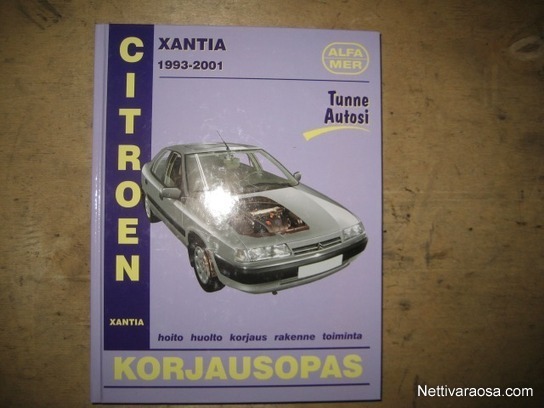 CITROEN
XANTIA
1993-2001
ALFA
MER
Tunne
Autosi
XANTIA
hoito huolto korjaus rakenne toiminta
KORJAUSOPAS
Nettivaraosa.com